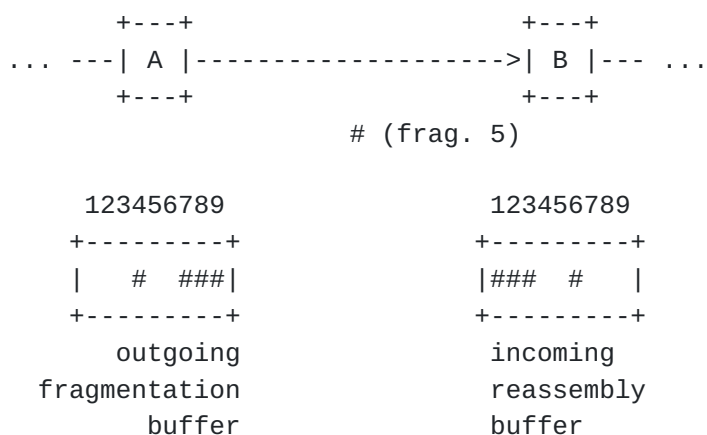 +---+                     +---+
... ---| A |-------------------->| B |--- ...
+---+                     +---+
# (frag. 5)
123456789                123456789
+---------+              +---------+
|   #  ###|              |###  #   |
+---------+              +---------+
outgoing                 incoming
fragmentation                reassembly
buffer                   buffer